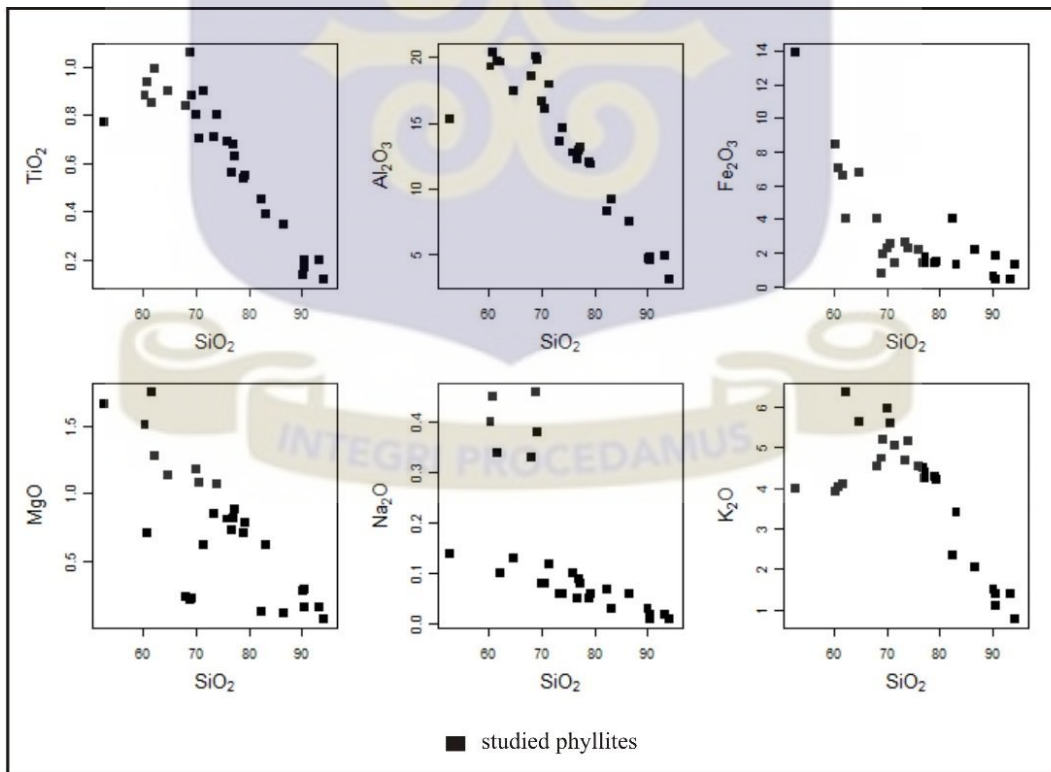 TiO₂
0.2 0.4 0.6 0.8 1.0
60 70 80 90
SiO₂
Al₂O₃
5 10 15 20
60 70 80 90
SiO₂
Fe₂O₃
0 2 4 6 8 10 12 14
60 70 80 90
SiO₂
MgO
0.5 1.0 1.5
60 70 80 90
SiO₂
Na₂O
0.0 0.1 0.2 0.3 0.4
60 70 80 90
SiO₂
K₂O
1 2 3 4 5 6
60 70 80 90
SiO₂
INTEGRI PROCEDAMUS
studied phyllites